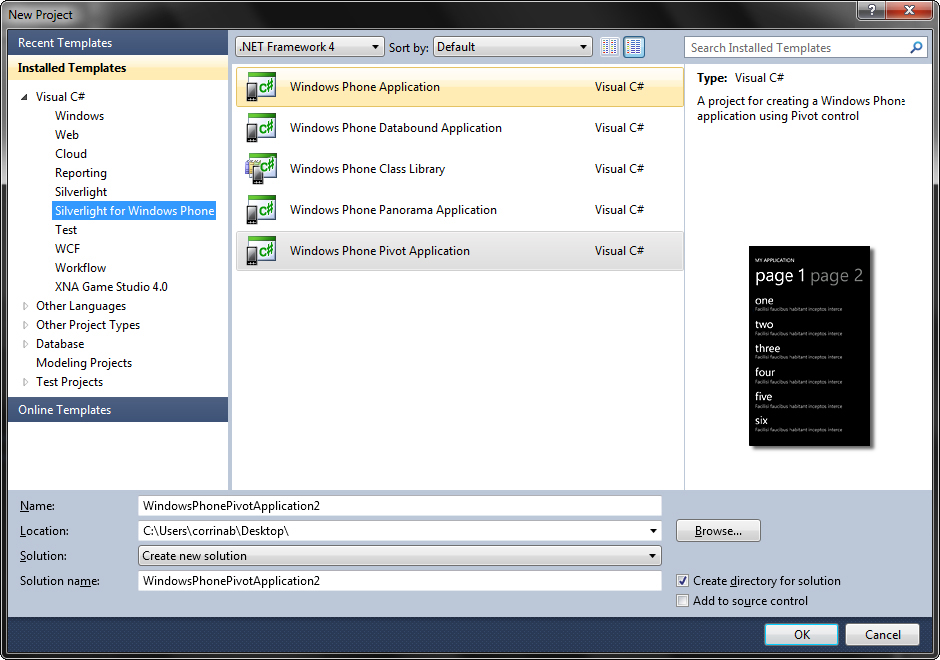 New Project
Recent Templates
Installed Templates
Visual C#
Windows
Web
Cloud
Reporting
Silverlight
Silverlight for Windows Phone
Test
WCF
Workflow
XNA Game Studio 4.0
Other Languages
Other Project Types
Database
Modeling Projects
Test Projects
Online Templates
.NET Framework 4 Sort by: Default
Windows Phone Application Visual C#
Windows Phone Databound Application Visual C#
Windows Phone Class Library Visual C#
Windows Phone Panorama Application Visual C#
Windows Phone Pivot Application Visual C#
Search Installed Templates
Type: Visual C#
A project for creating a Windows Phone
application using Pivot control
MY APPLICATION
page 1 page 2
one
Facilisi faucibus habitant inceptos interce
two
Facilisi faucibus habitant inceptos interce
three
Facilisi faucibus habitant inceptos interce
four
Facilisi faucibus habitant inceptos interce
five
Facilisi faucibus habitant inceptos interce
six
Facilisi faucibus habitant inceptos interce
Name: WindowsPhonePivotApplication2
Location: C:\Users\corrinab\Desktop\ Browse...
Solution: Create new solution
Solution name: WindowsPhonePivotApplication2
Create directory for solution
Add to source control
OK Cancel